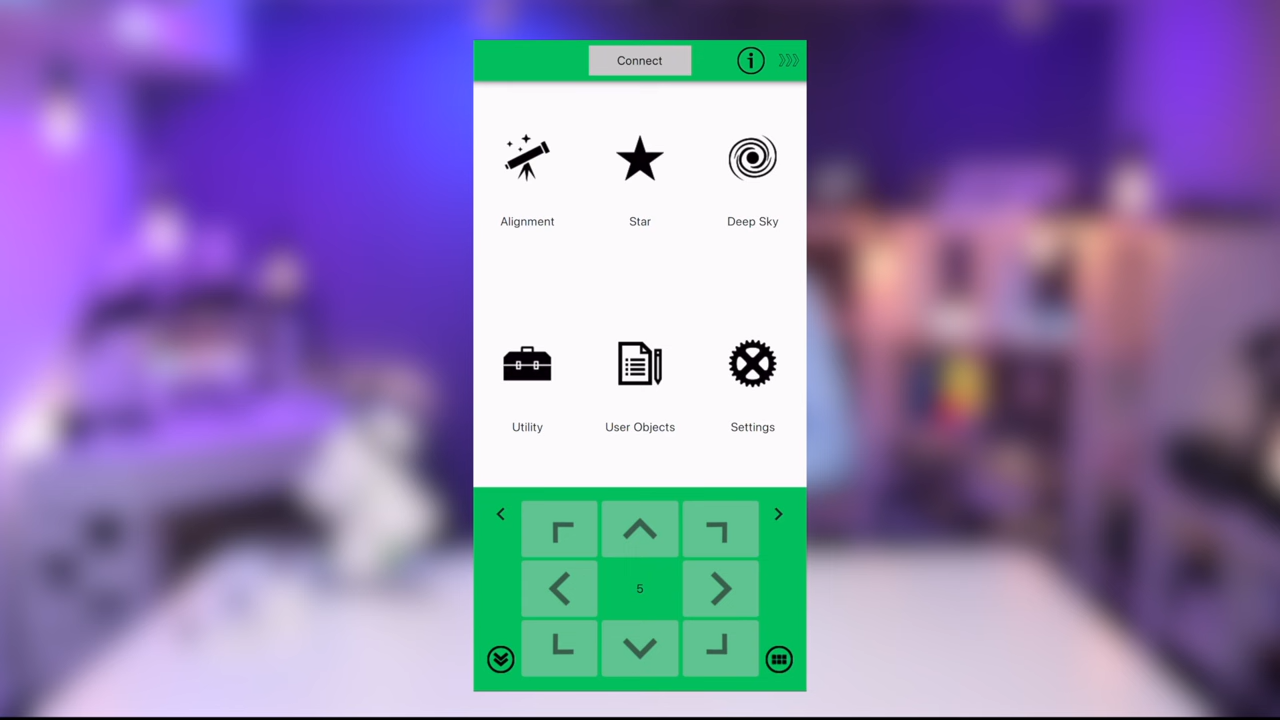 Connect
Alignment
Star
Deep Sky
Utility
User Objects
Settings
5